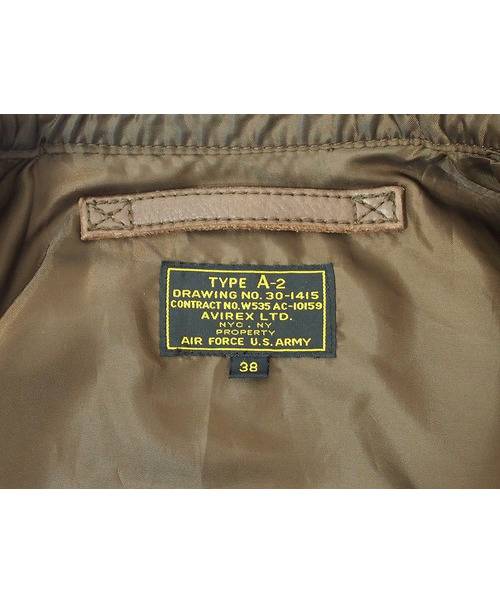 TYPE A-2
DRAWING NO. 30-1415
CONTRACT NO. W535 AC-10159
AVIREX LTD.
NYC, NY
PROPERTY
AIR FORCE U.S. ARMY
38